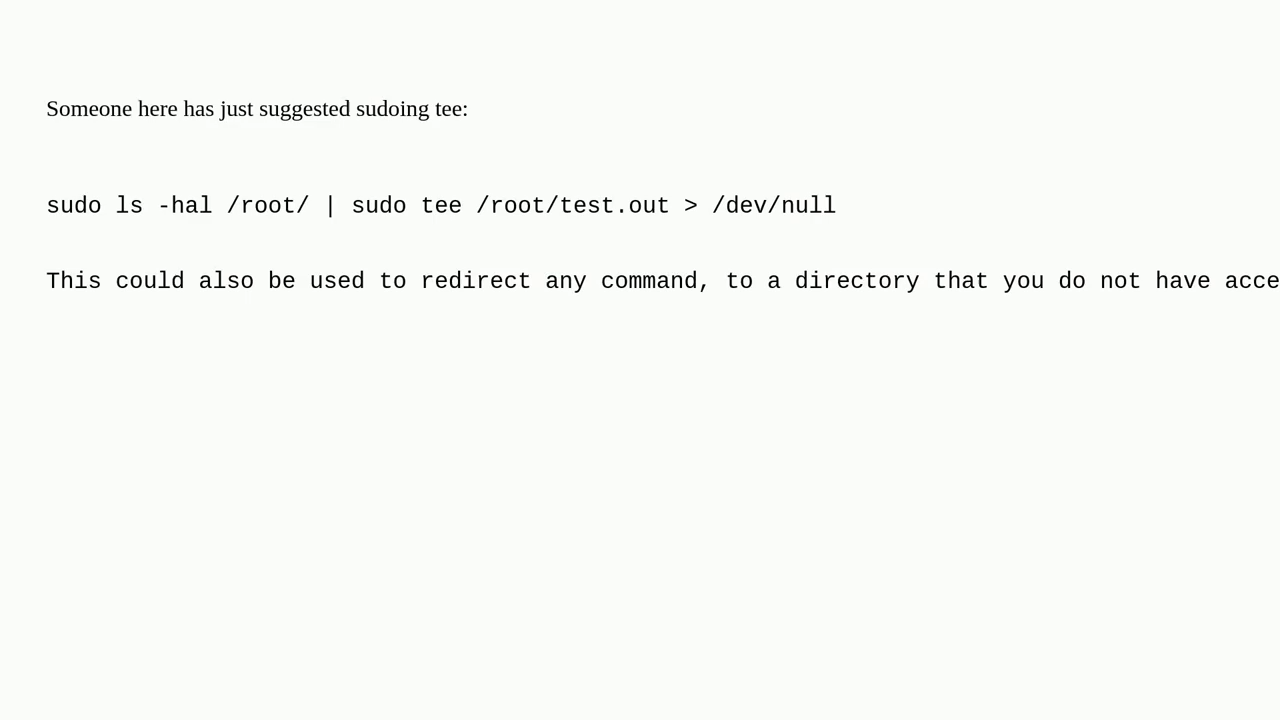 Someone here has just suggested sudoing tee:
sudo ls -hal /root/ | sudo tee /root/test.out > /dev/null
This could also be used to redirect any command, to a directory that you do not have